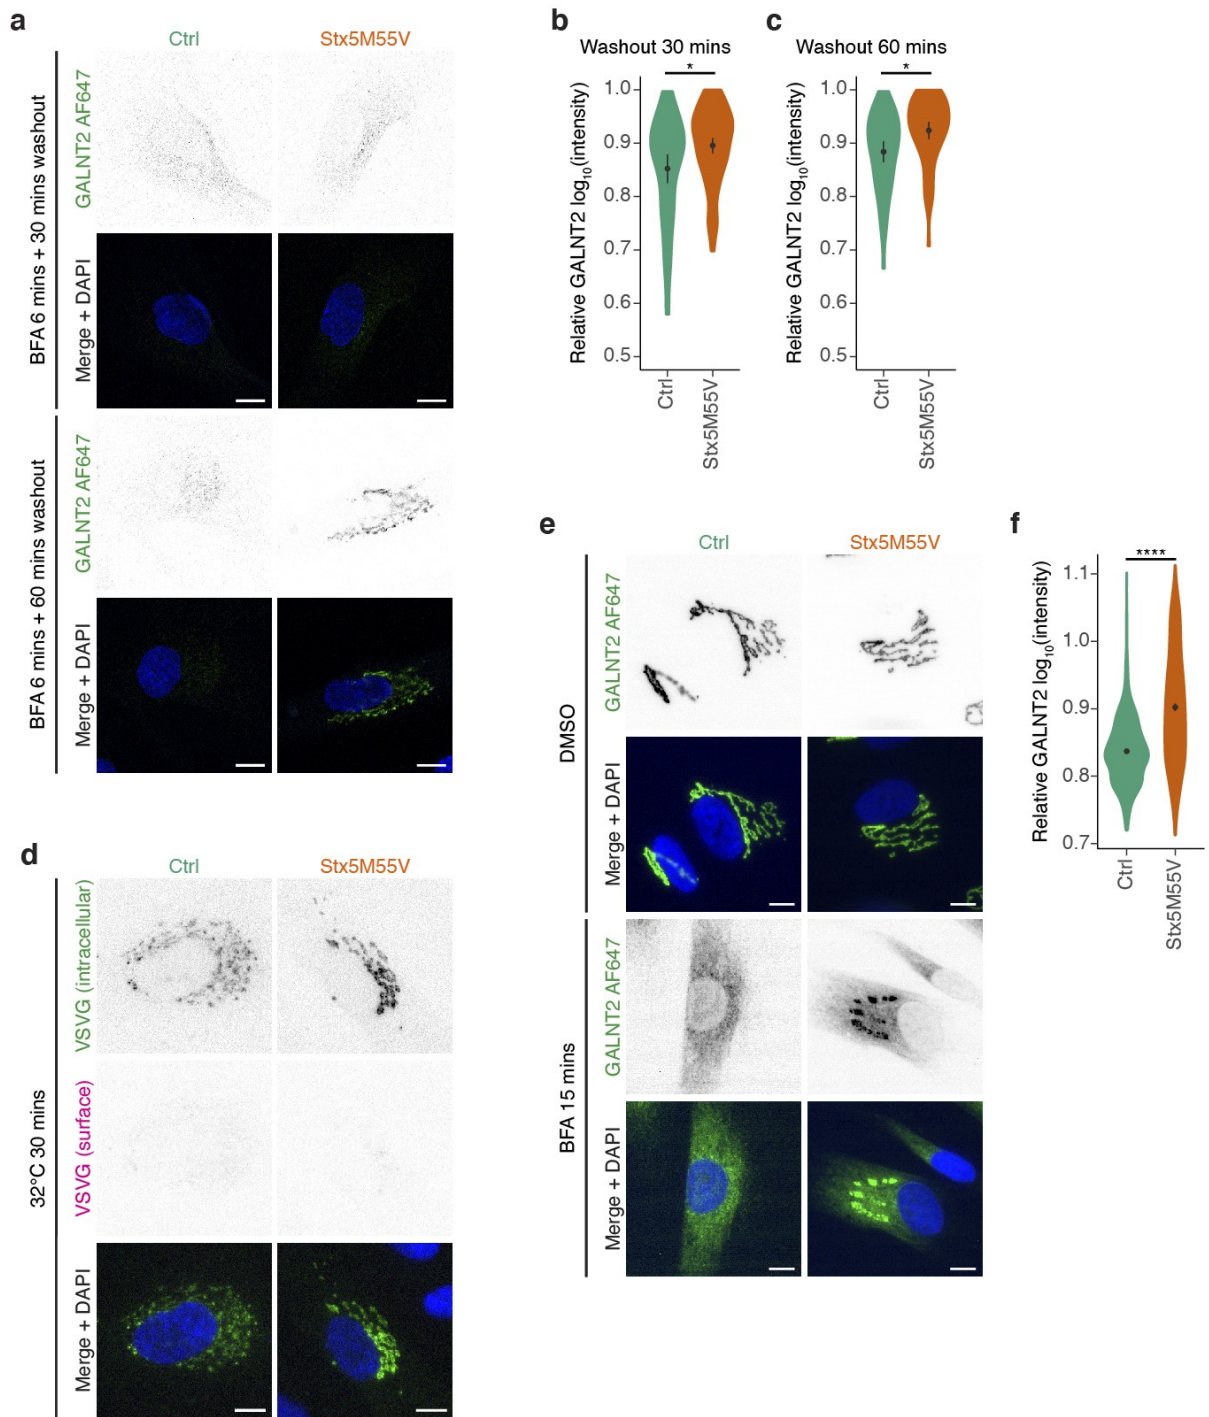 a
Ctrl
Stx5M55V
BFA 6 mins + 30 mins washout
GALNT2 AF647
Merge + DAPI
BFA 6 mins + 60 mins washout
GALNT2 AF647
Merge + DAPI
b
Washout 30 mins
*
Relative GALNT2 log₁₀(intensity)
1.0
0.9
0.8
0.7
0.6
0.5
Ctrl
Stx5M55V
c
Washout 60 mins
*
Relative GALNT2 log₁₀(intensity)
1.0
0.9
0.8
0.7
0.6
0.5
Ctrl
Stx5M55V
d
Ctrl
Stx5M55V
32°C 30 mins
VSVG (intracellular)
VSVG (surface)
Merge + DAPI
e
Ctrl
Stx5M55V
DMSO
GALNT2 AF647
Merge + DAPI
BFA 15 mins
GALNT2 AF647
Merge + DAPI
f
****
Relative GALNT2 log₁₀(intensity)
1.1
1.0
0.9
0.8
0.7
Ctrl
Stx5M55V